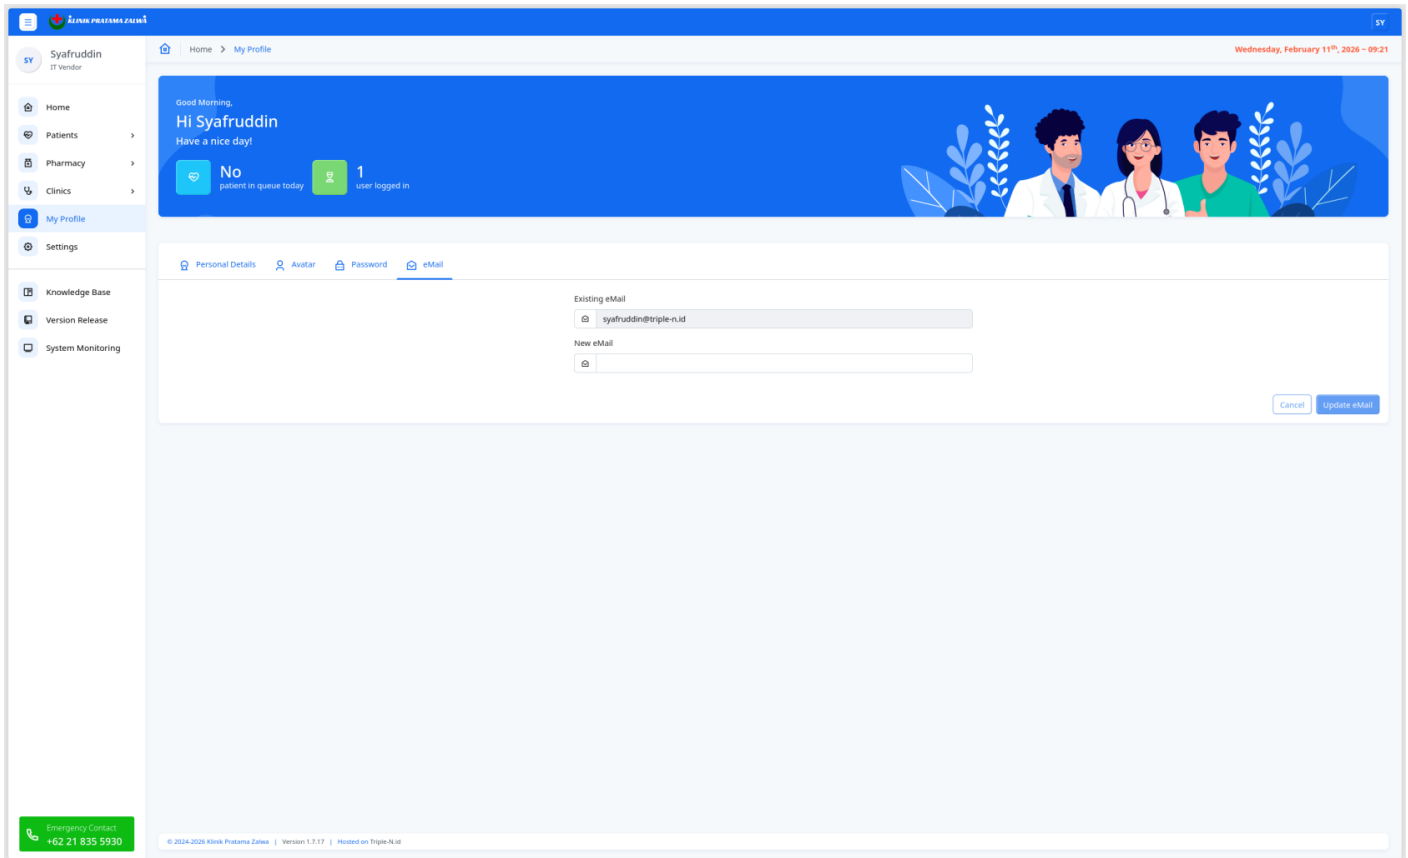 KLINIK PRATAMA ZALWA
SY
SY
Syafruddin
IT Vendor
Home
Patients
Pharmacy
Clinics
My Profile
Settings
Knowledge Base
Version Release
System Monitoring
Emergency Contact
+62 21 835 5930
Home > My Profile
Wednesday, February 11th, 2026 ~ 09:21
Good Morning,
Hi Syafruddin
Have a nice day!
No
patient in queue today
1
user logged in
Personal Details
Avatar
Password
eMail
Existing eMail
syafruddin@triple-n.id
New eMail
Cancel
Update eMail
© 2024-2026 Klinik Pratama Zalwa | Version 1.7.17 | Hosted on Triple-N.id